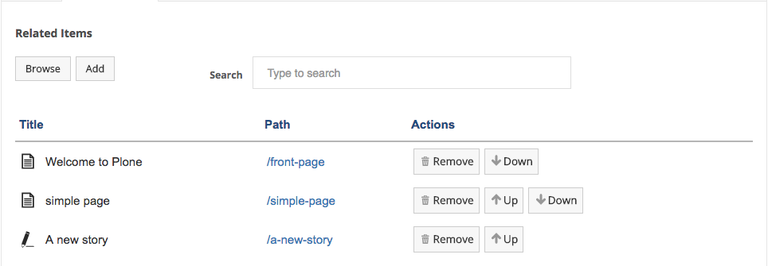 Related Items
Browse Add Search Type to search
Title Path Actions
Welcome to Plone /front-page Remove Down
simple page /simple-page Remove Up Down
A new story /a-new-story Remove Up